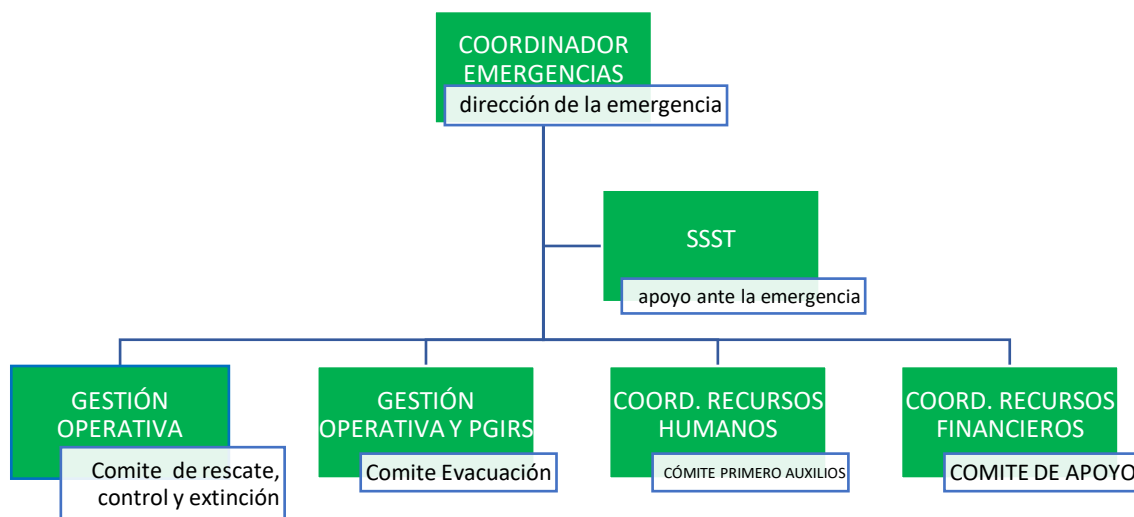 COORDINADOR
EMERGENCIAS
dirección de la emergencia
SSST
apoyo ante la emergencia
GESTIÓN
OPERATIVA
Comite de rescate,
control y extinción
GESTIÓN
OPERATIVA Y PGIRS
Comite Evacuación
COORD. RECURSOS
HUMANOS
CÓMITE PRIMERO AUXILIOS
COORD. RECURSOS
FINANCIEROS
COMITE DE APOYO